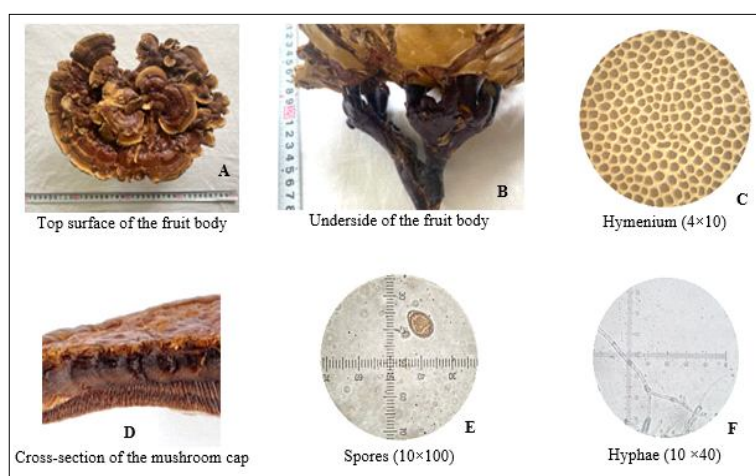 A
Top surface of the fruit body
B
Underside of the fruit body
C
Hymenium (4×10)
D
Cross-section of the mushroom cap
E
Spores (10×100)
F
Hyphae (10 ×40)